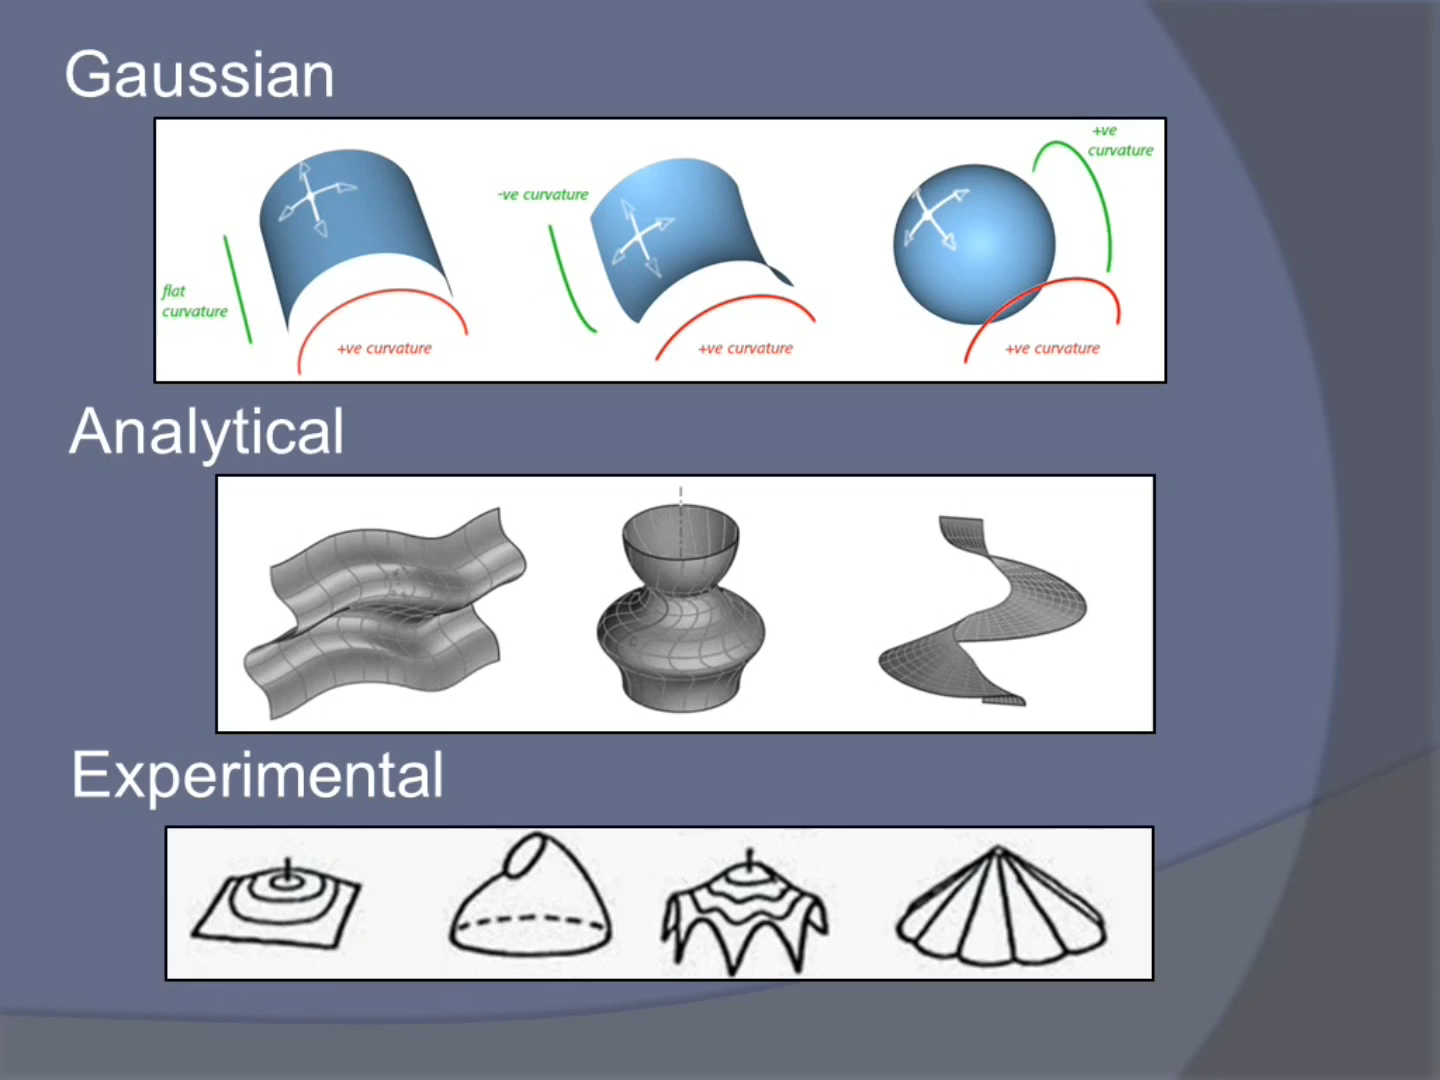 Gaussian
+ve
curvature
-ve curvature
flat
curvature
+ve curvature
+ve curvature
+ve curvature
Analytical
Experimental